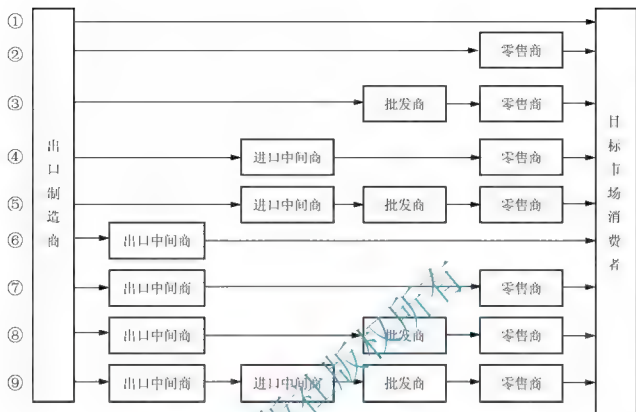 ①
② 零售商
③ 批发商 零售商
④ 进口中间商 零售商
⑤ 进口中间商 批发商 零售商
⑥ 出口中间商
⑦ 出口中间商 零售商
⑧ 出口中间商 批发商 零售商
⑨ 出口中间商 进口中间商 批发商 零售商
出口制造商
目标市场消费者
版权所有